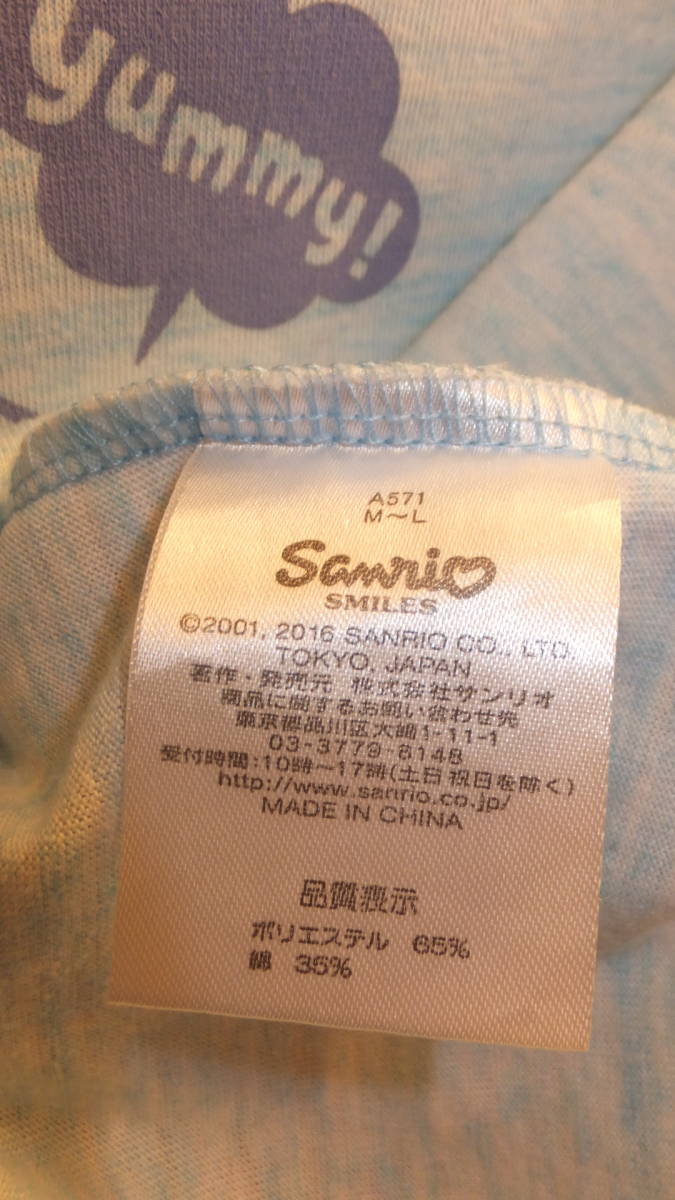 yummy!
A571
M〜L
Sanrio
SMILES
©2001, 2016 SANRIO CO., LTD.
TOKYO, JAPAN
著作・発売元 株式会社サンリオ
商品に関するお問い合わせ先
東京都品川区大崎1-11-1
03-3779-8148
受付時間:10時〜17時(土日祝日を除く)
http://www.sanrio.co.jp/
MADE IN CHINA
品質表示
ポリエステル 65%
綿 35%